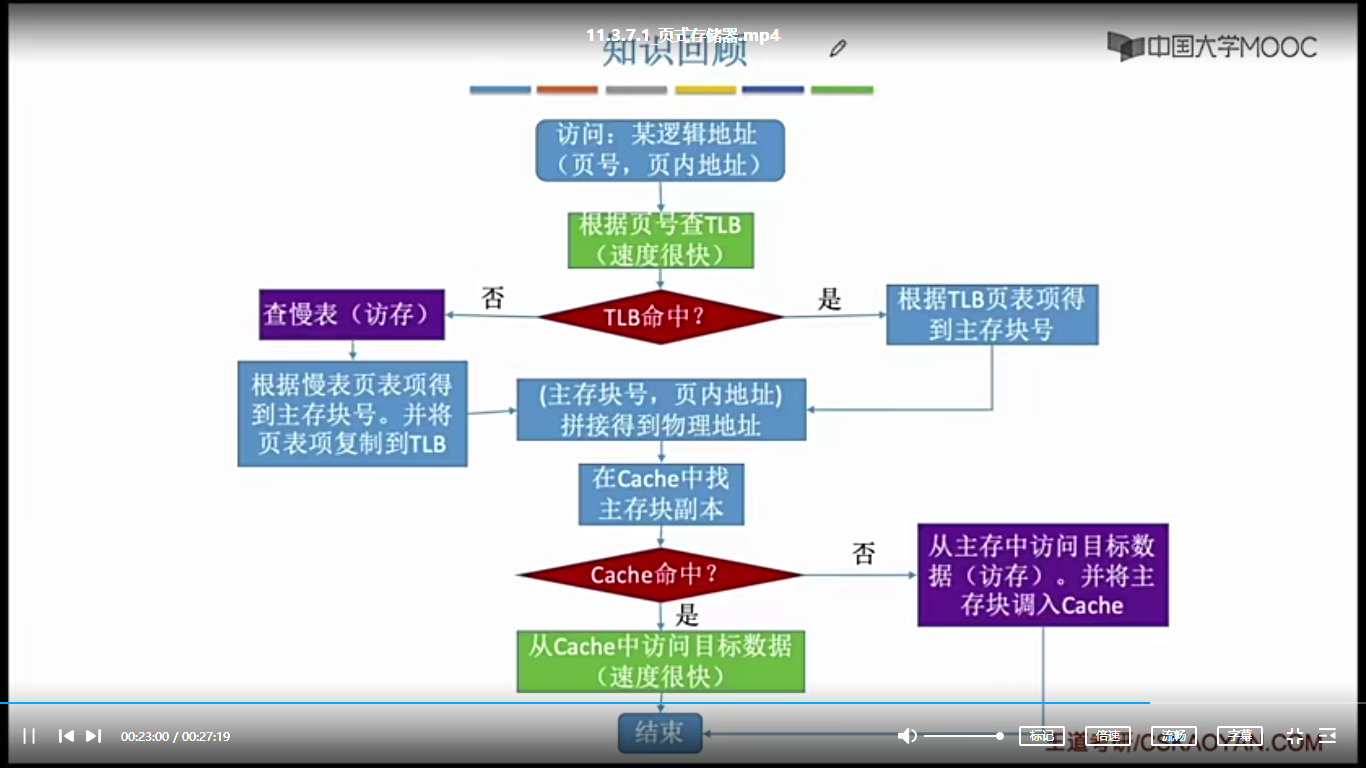 11.3.7.1_页式存储器.mp4
知识回顾
中国大学MOOC
访问：某逻辑地址
（页号，页内地址）
根据页号查TLB
（速度很快）
TLB命中？
否
是
查慢表（访存）
根据TLB页表项得
到主存块号
根据慢表页表项得
到主存块号。并将
页表项复制到TLB
(主存块号，页内地址)
拼接得到物理地址
在Cache中找
主存块副本
Cache命中？
否
是
从主存中访问目标数
据（访存）。并将主
存块调入Cache
从Cache中访问目标数据
（速度很快）
结束
00:23:00 / 00:27:19
标记
倍速
流畅
字幕
王道考研/CSKAOYAN.COM